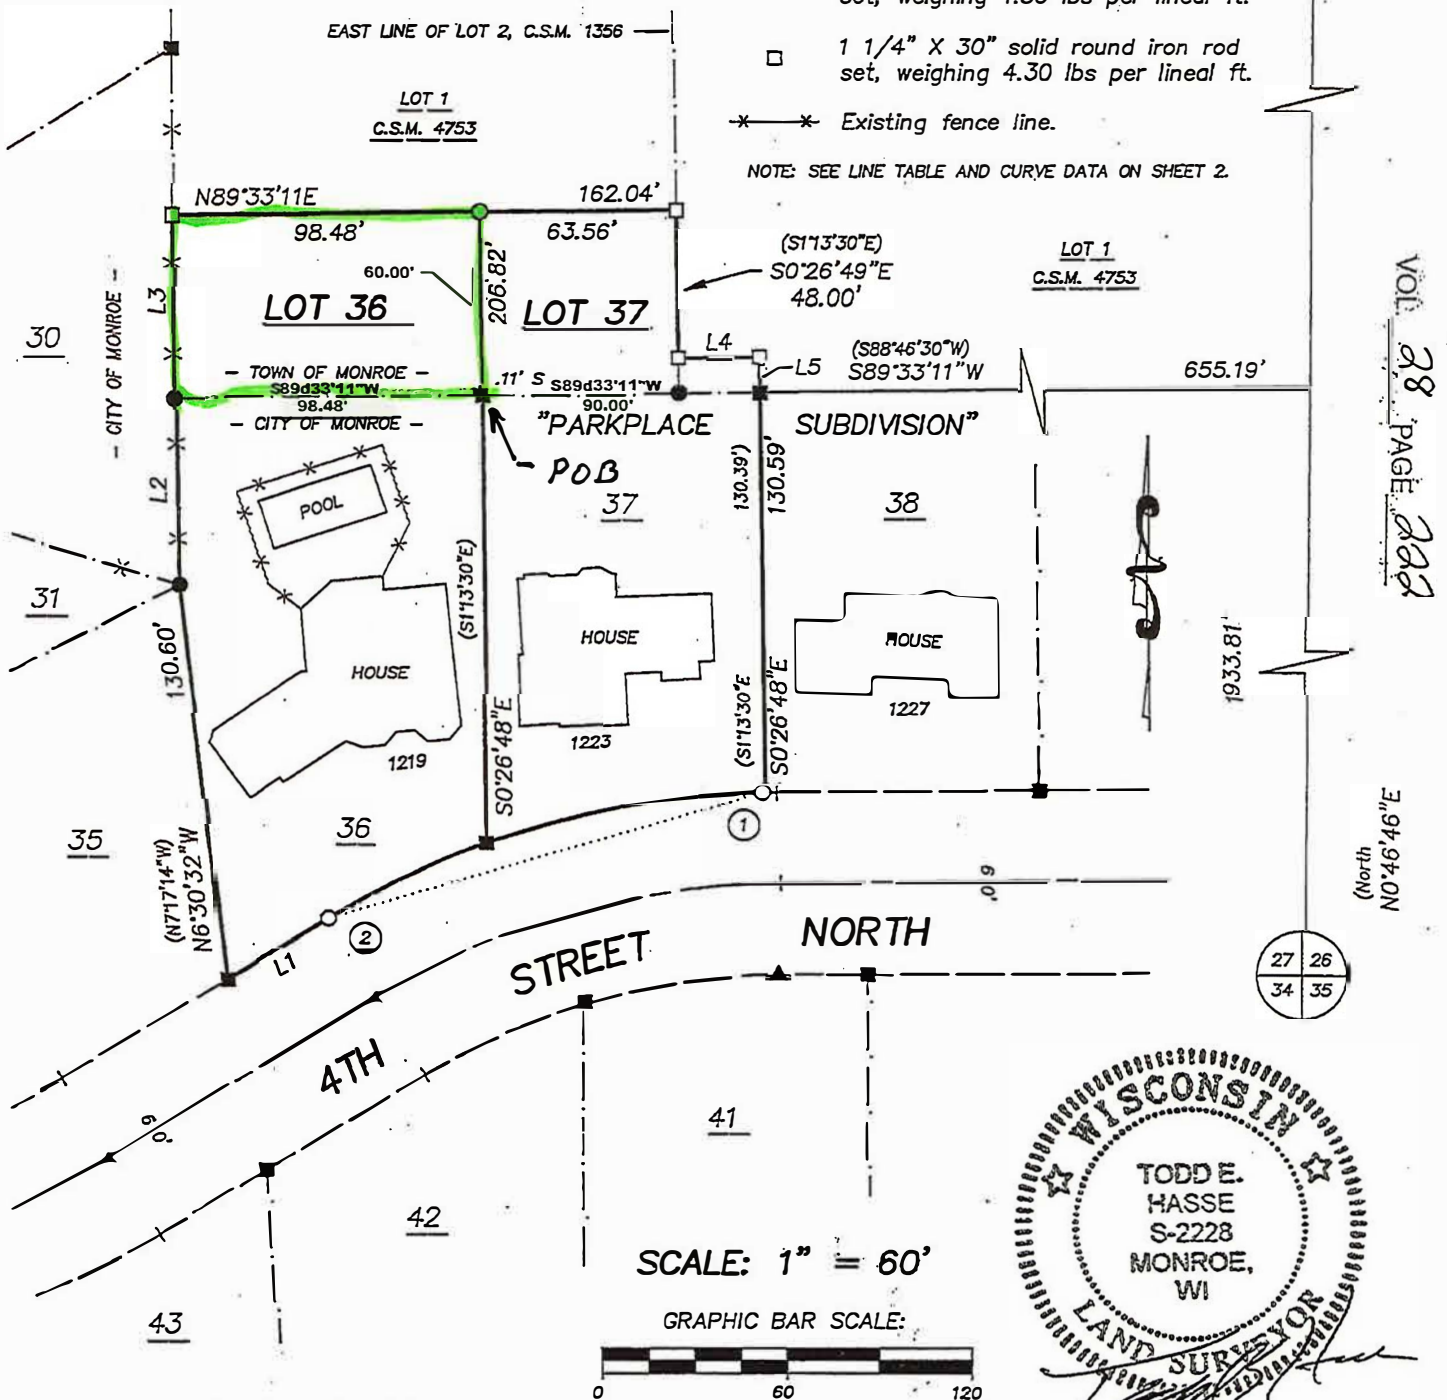 set, weighing 4.30 lbs per lineal ft.
EAST LINE OF LOT 2, C.S.M. 1356
1 1/4" X 30" solid round iron rod
set, weighing 4.30 lbs per lineal ft.
LOT 1
C.S.M. 4753
Existing fence line.
NOTE: SEE LINE TABLE AND CURVE DATA ON SHEET 2.
N89°33'11E
162.04'
98.48'
63.56'
(S1°13'30"E)
S0°26'49"E
48.00'
LOT 1
C.S.M. 4753
60.00'
206.82'
L3
LOT 36
LOT 37
30
- CITY OF MONROE -
L4
L5
(S88°46'30"W)
S89°33'11"W
655.19'
- TOWN OF MONROE -
S89d33'11"W
98.48'
- CITY OF MONROE -
.11' S
S89d33'11"W
90.00'
"PARKPLACE SUBDIVISION"
POB
L2
POOL
37
130.39')
130.59'
38
VOL. 28 PAGE 222
31
(S1°13'30"E)
130.60'
HOUSE
HOUSE
HOUSE
1219
1223
1227
S0°26'48"E
(S1°13'30"E
S0°26'48"E
1933.81'
(North
N0°46'46"E
35
36
1
(N7°17'14"W)
N6°30'32"W
2
L1
60'
4TH STREET NORTH
27 26
34 35
60'
41
42
43
SCALE: 1" = 60'
GRAPHIC BAR SCALE:
0 60 120
WISCONSIN
TODD E.
HASSE
S-2228
MONROE,
WI
LAND SURVEYOR